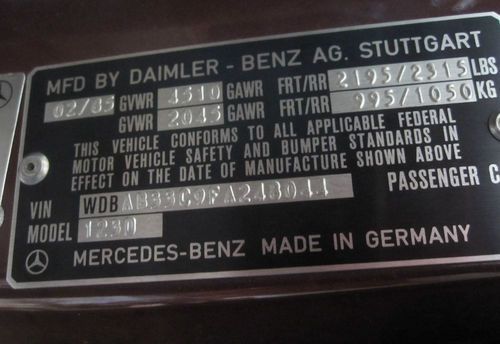 MFD BY DAIMLER - BENZ AG. STUTTGART
02/85 GVWR 4510 GAWR FRT/RR 2195/2315 LBS
GVWR 2045 GAWR FRT/RR 995/1050 KG
THIS VEHICLE CONFORMS TO ALL APPLICABLE FEDERAL
MOTOR VEHICLE SAFETY AND BUMPER STANDARDS IN
EFFECT ON THE DATE OF MANUFACTURE SHOWN ABOVE
VIN WDBAB33C9FA248044 PASSENGER C
MODEL 123D
MERCEDES-BENZ MADE IN GERMANY